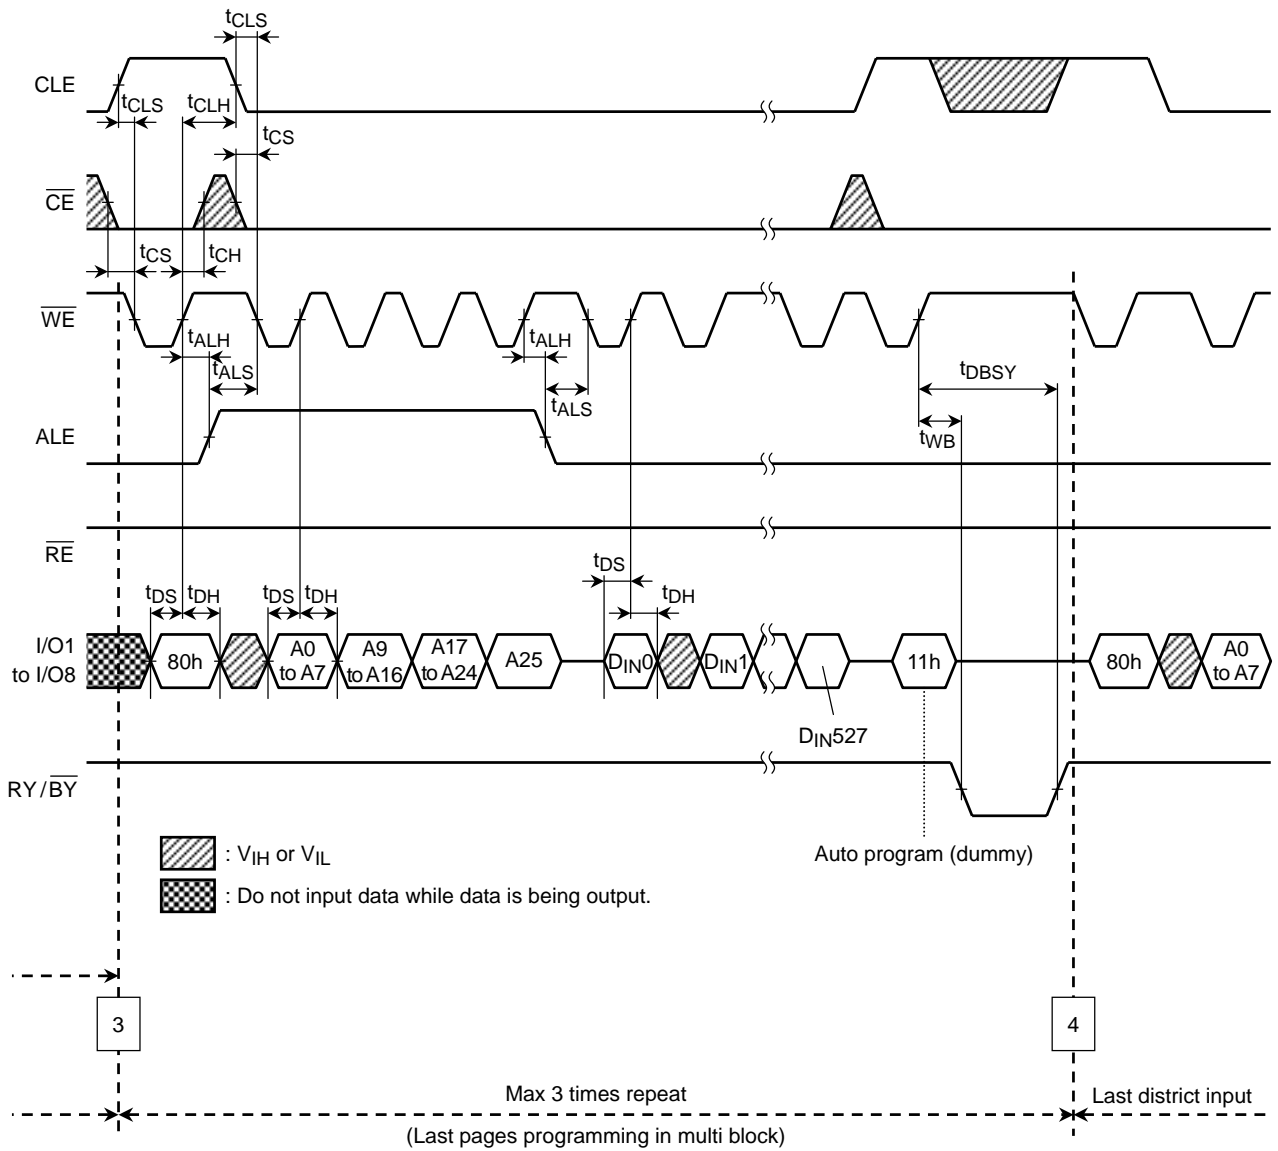 tCLS
CLE
tCLS
tCLH
tCS
CE
tCS
tCH
WE
tALH
tALS
tALH
tALS
tDBSY
tWB
ALE
RE
tDS
tDH
tDS
tDH
tDS
tDH
I/O1
to I/O8
80h
A0
to A7
A9
to A16
A17
to A24
A25
DIN0
DIN1
DIN527
11h
80h
A0
to A7
RY/BY
: VIH or VIL
: Do not input data while data is being output.
Auto program (dummy)
3
4
Max 3 times repeat
Last district input
(Last pages programming in multi block)